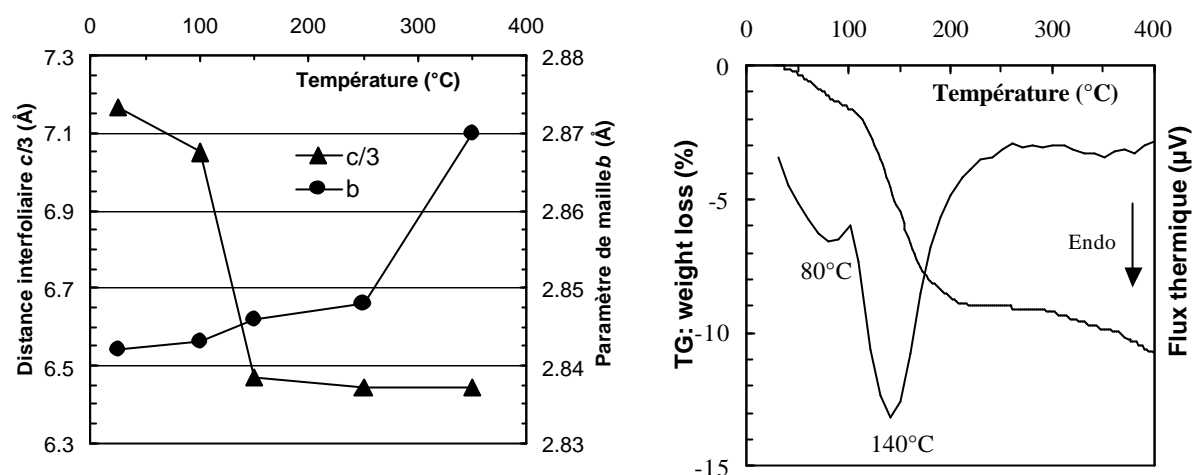 0 100 200 300 400
Température (°C)
7.3
7.1
6.9
6.7
6.5
6.3
Distance interfoliaire c/3 (Å)
c/3
b
2.88
2.87
2.86
2.85
2.84
2.83
Paramètre de mailleb (Å)
0 100 200 300 400
Température (°C)
0
-5
-10
-15
TG: weight loss (%)
80°C
140°C
Endo
Flux thermique (µV)